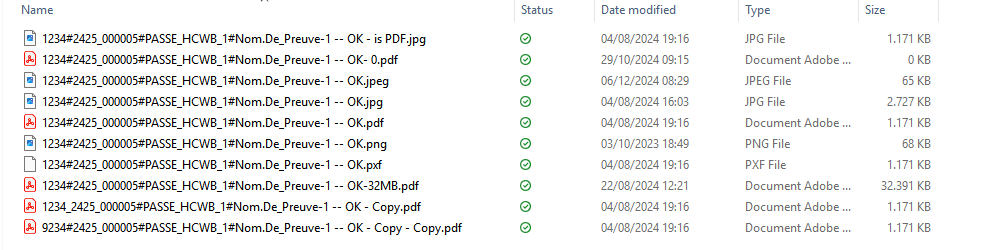 Name Status Date modified Type Size
1234#2425_000005#PASSE_HCWB_1#Nom.De_Preuve-1 -- OK - is PDF.jpg 04/08/2024 19:16 JPG File 1.171 KB
1234#2425_000005#PASSE_HCWB_1#Nom.De_Preuve-1 -- OK- 0.pdf 29/10/2024 09:15 Document Adobe ... 0 KB
1234#2425_000005#PASSE_HCWB_1#Nom.De_Preuve-1 -- OK.jpeg 06/12/2024 08:29 JPEG File 65 KB
1234#2425_000005#PASSE_HCWB_1#Nom.De_Preuve-1 -- OK.jpg 04/08/2024 16:03 JPG File 2.727 KB
1234#2425_000005#PASSE_HCWB_1#Nom.De_Preuve-1 -- OK.pdf 04/08/2024 19:16 Document Adobe ... 1.171 KB
1234#2425_000005#PASSE_HCWB_1#Nom.De_Preuve-1 -- OK.png 03/10/2023 18:49 PNG File 68 KB
1234#2425_000005#PASSE_HCWB_1#Nom.De_Preuve-1 -- OK.pxf 04/08/2024 19:16 PXF File 1.171 KB
1234#2425_000005#PASSE_HCWB_1#Nom.De_Preuve-1 -- OK-32MB.pdf 22/08/2024 12:21 Document Adobe ... 32.391 KB
1234_2425_000005#PASSE_HCWB_1#Nom.De_Preuve-1 -- OK - Copy.pdf 04/08/2024 19:16 Document Adobe ... 1.171 KB
9234#2425_000005#PASSE_HCWB_1#Nom.De_Preuve-1 -- OK - Copy - Copy.pdf 04/08/2024 19:16 Document Adobe ... 1.171 KB